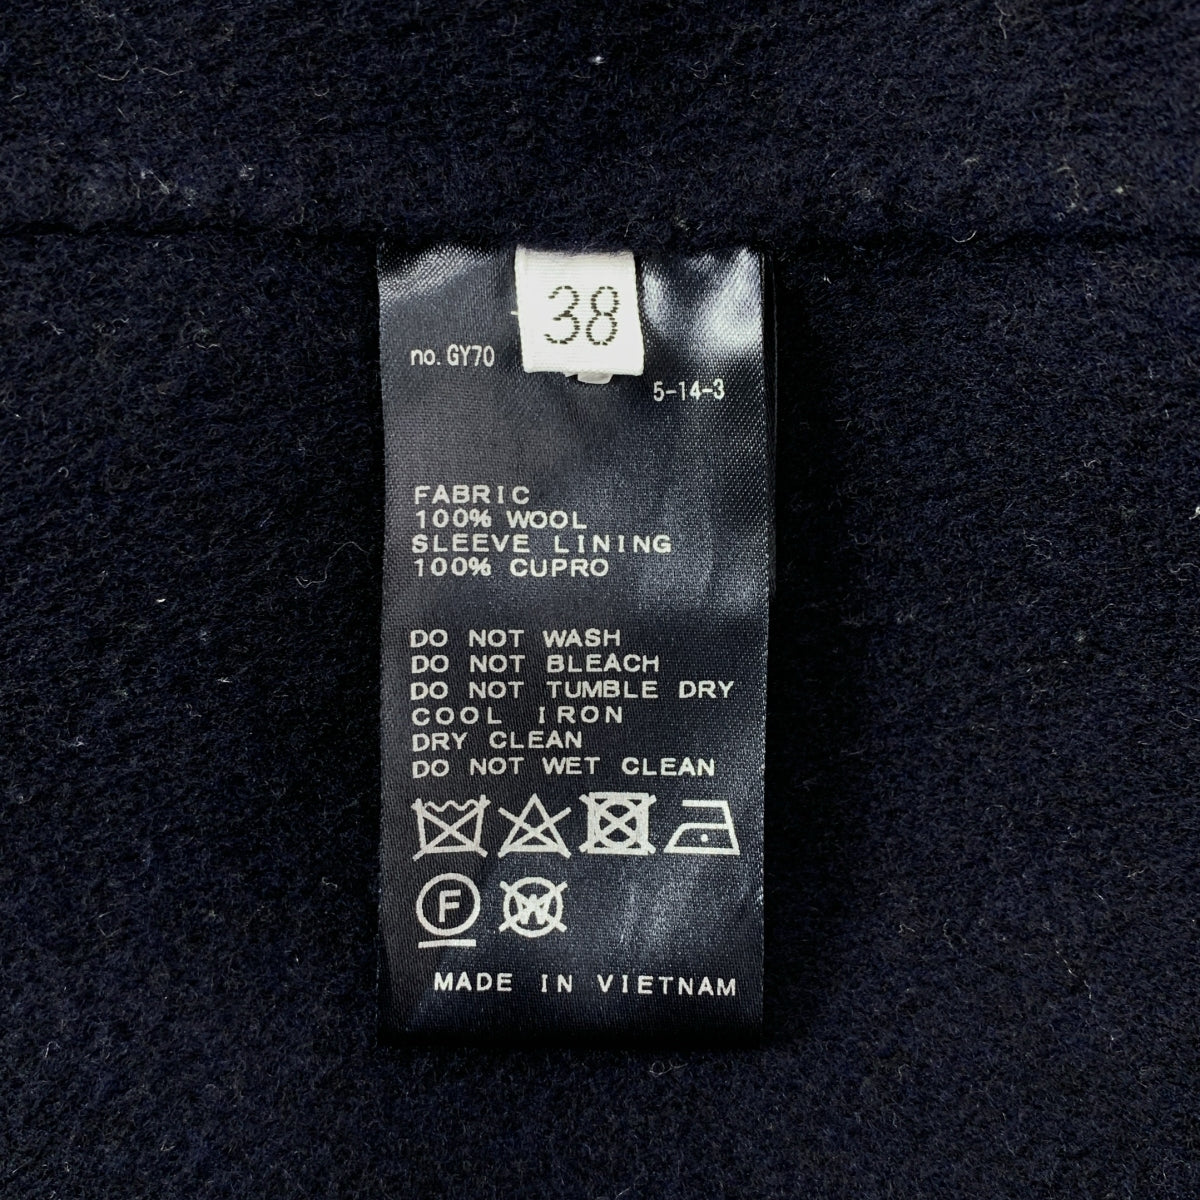 38
no. GY70
5-14-3
FABRIC
100% WOOL
SLEEVE LINING
100% CUPRO
DO NOT WASH
DO NOT BLEACH
DO NOT TUMBLE DRY
COOL IRON
DRY CLEAN
DO NOT WET CLEAN
F W
MADE IN VIETNAM